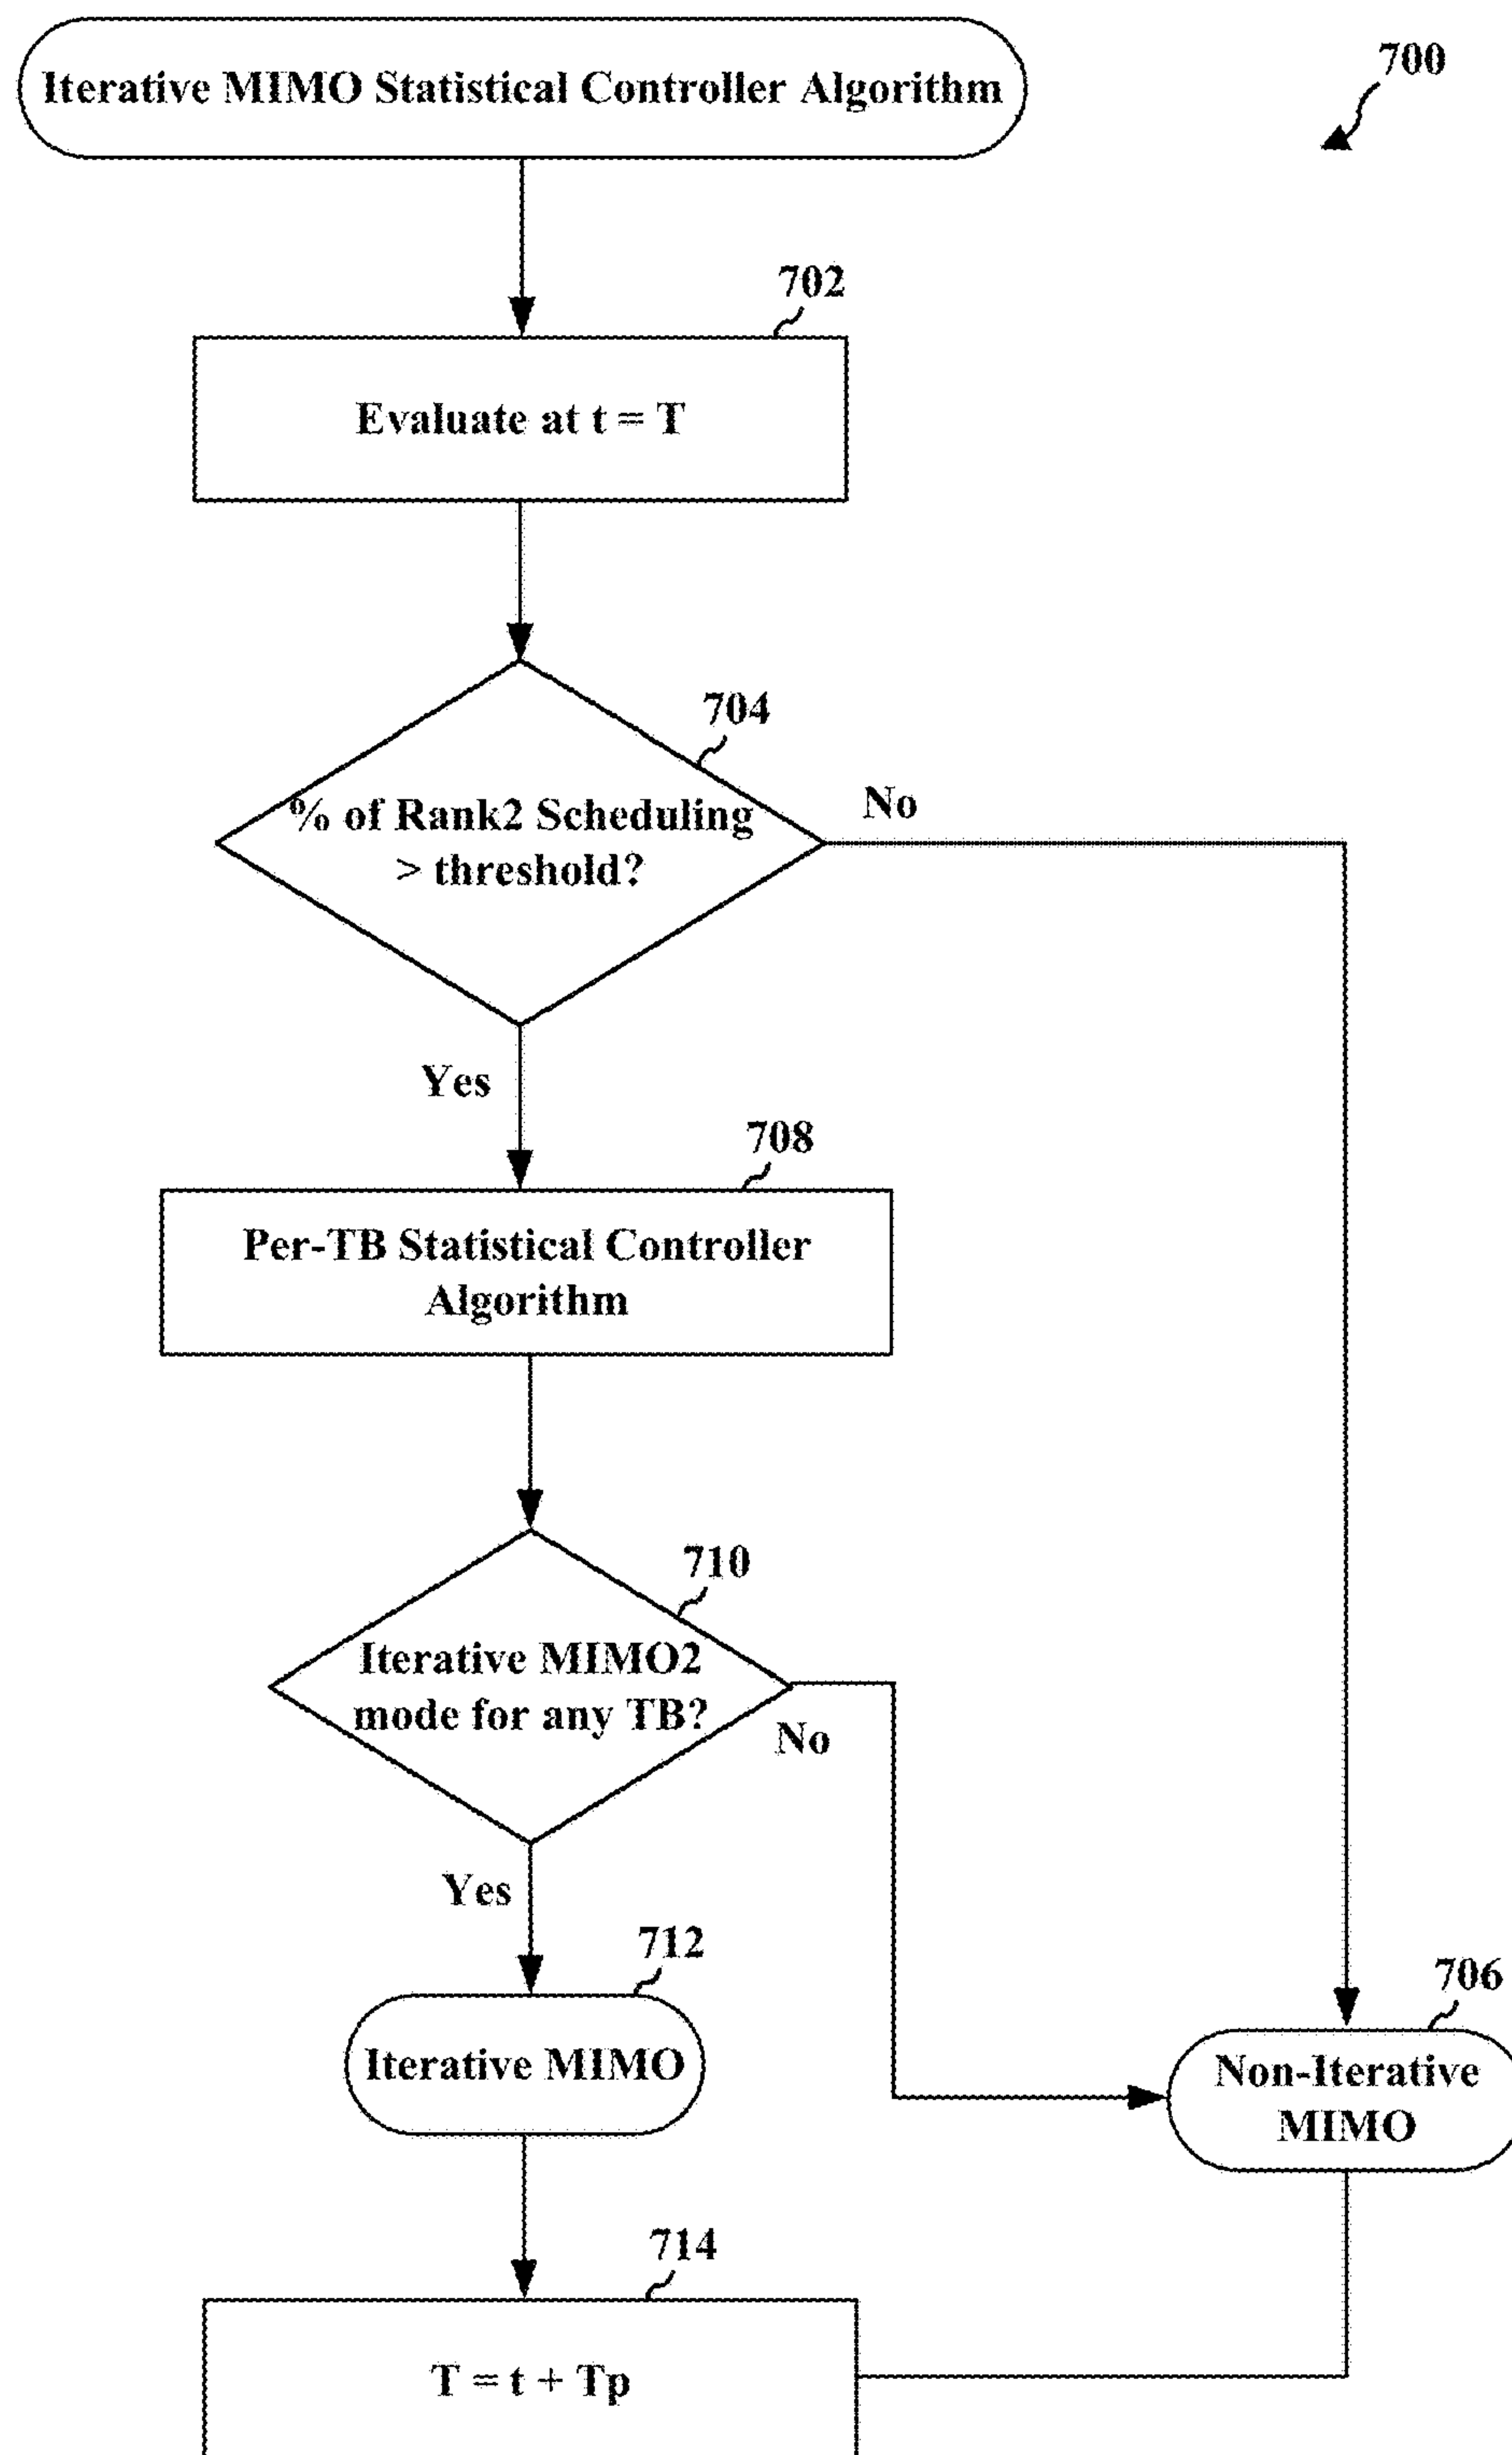 Iterative MIMO Statistical Controller Algorithm
700
702
Evaluate at t = T
704
% of Rank2 Scheduling
> threshold?
No
Yes
708
Per-TB Statistical Controller
Algorithm
710
Iterative MIMO2
mode for any TB?
No
Yes
712
Iterative MIMO
706
Non-Iterative
MIMO
714
T = t + Tp